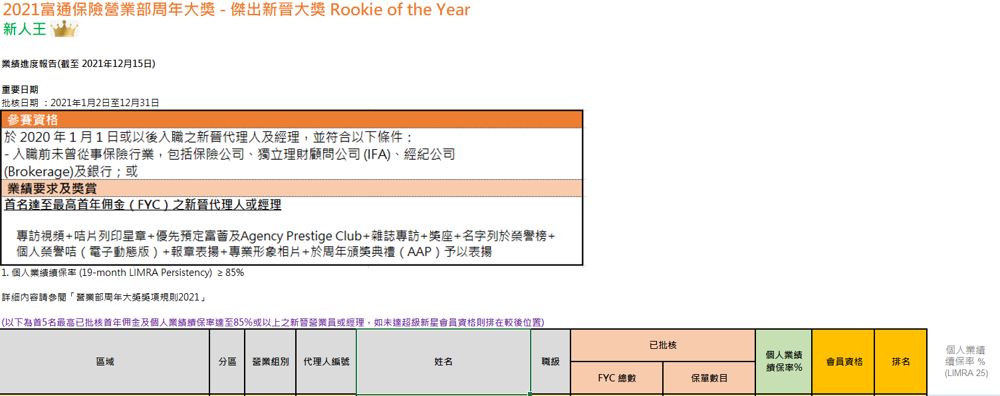 2021富通保險營業部周年大獎 - 傑出新晉大獎 Rookie of the Year
新人王
業績進度報告(截至 2021年12月15日)
重要日期
批核日期 ：2021年1月2日至12月31日
參賽資格
於 2020 年 1 月 1 日或以後入職之新晉代理人及經理，並符合以下條件：
- 入職前未曾從事保險行業，包括保險公司、獨立理財顧問公司 (IFA)、經紀公司
(Brokerage)及銀行；或
業績要求及獎賞
首名達至最高首年佣金（ FYC ）之新晉代理人或經理
專訪視頻+咭片列印星章+優先預定富薈及Agency Prestige Club+雜誌專訪+獎座+名字列於榮譽榜+
個人榮譽咭（電子動態版）+報章表揚+專業形象相片+於周年頒獎典禮（ AAP ）予以表揚
1. 個人業績續保率 (19-month LIMRA Persistency) ≥ 85%
詳細內容請參閱「營業部周年大獎獎項規則2021」
(以下為首5名最高已批核首年佣金及個人業績續保率達至85%或以上之新晉營業員或經理，如未達超級新星會員資格則排在較後位置)
區域
分區
營業組別
代理人編號
姓名
職級
已批核
FYC 總數
保單數目
個人業績
續保率%
會員資格
排名
個人業績
續保率 %
(LIMRA 25)